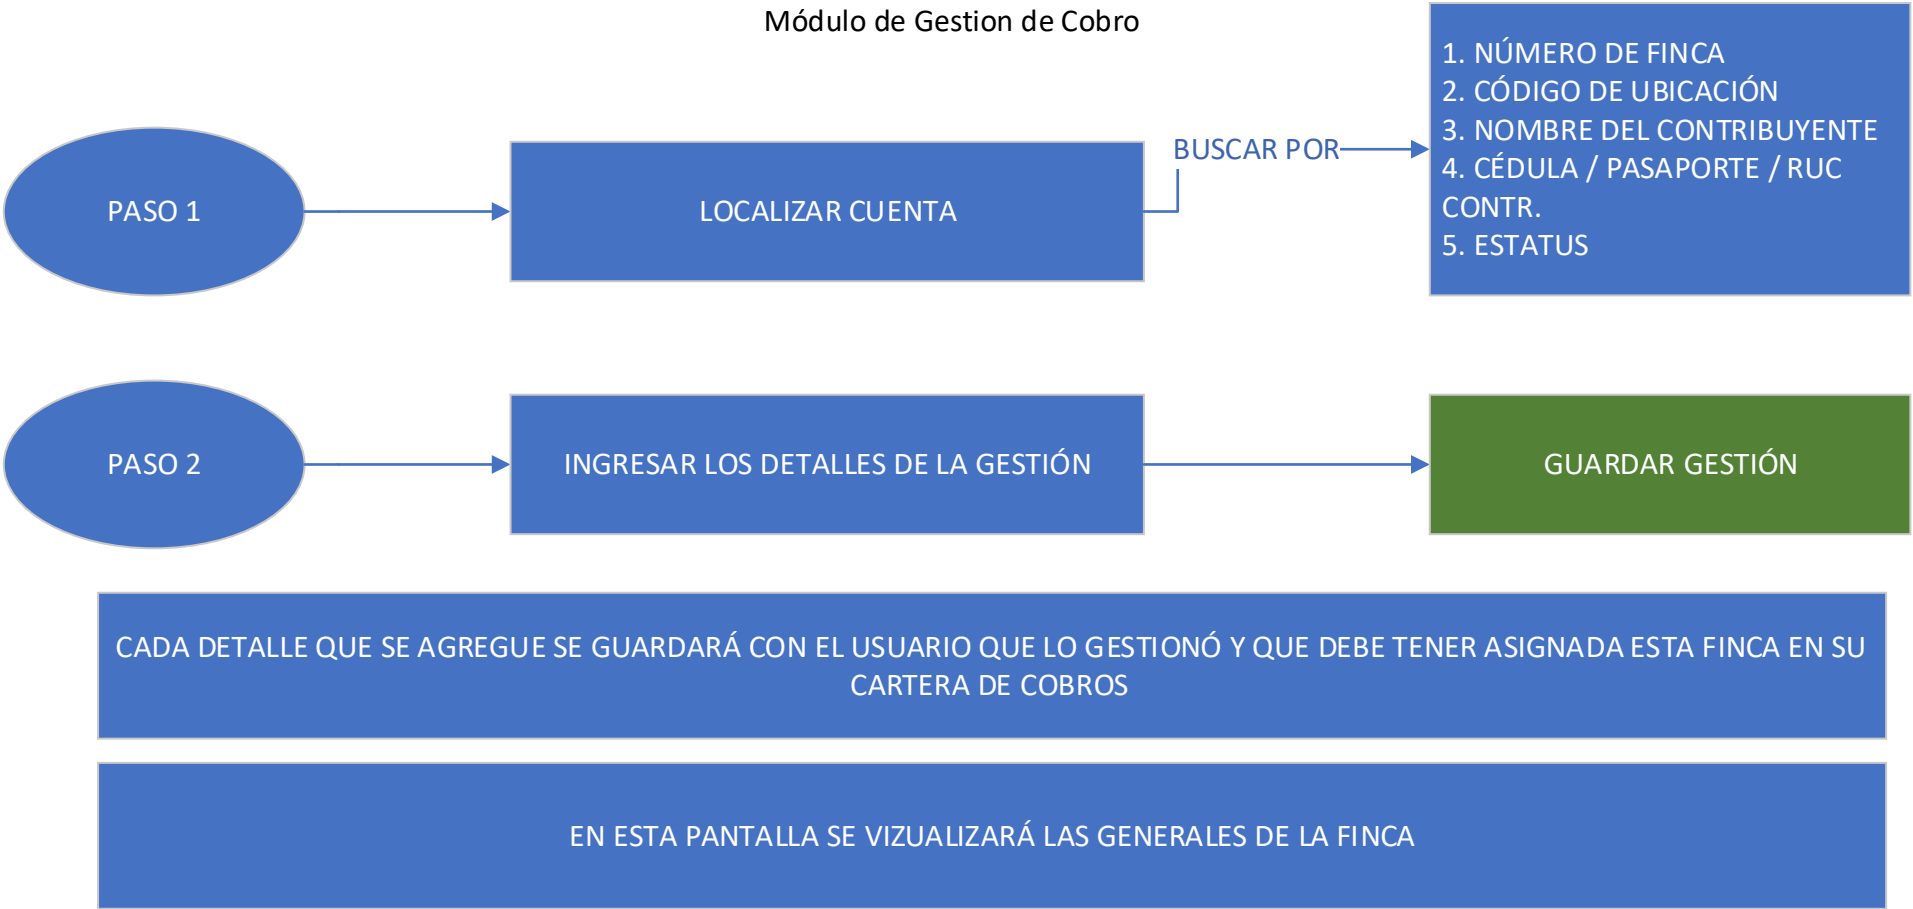 Módulo de Gestion de Cobro
PASO 1
LOCALIZAR CUENTA
BUSCAR POR
1. NÚMERO DE FINCA
2. CÓDIGO DE UBICACIÓN
3. NOMBRE DEL CONTRIBUYENTE
4. CÉDULA / PASAPORTE / RUC
CONTR.
5. ESTATUS
PASO 2
INGRESAR LOS DETALLES DE LA GESTIÓN
GUARDAR GESTIÓN
CADA DETALLE QUE SE AGREGUE SE GUARDARÁ CON EL USUARIO QUE LO GESTIONÓ Y QUE DEBE TENER ASIGNADA ESTA FINCA EN SU
CARTERA DE COBROS
EN ESTA PANTALLA SE VIZUALIZARÁ LAS GENERALES DE LA FINCA